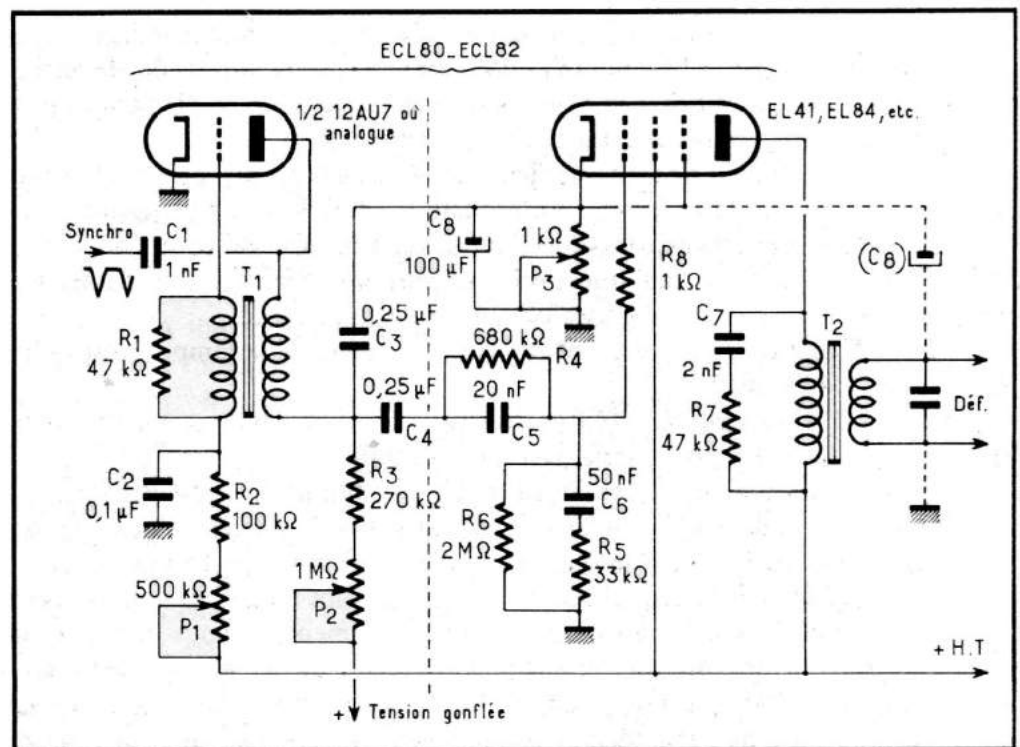 ECL80_ECL82
1/2 12AU7 où
analogue
EL41, EL84, etc.
Synchro
C1
1 nF
T1
R1
47 kΩ
C2
0,1 µF
R2
100 kΩ
500 kΩ
P1
0,25 µF
C3
0,25 µF
C4
R3
270 kΩ
1 MΩ
P2
+ Tension gonflée
C8
100 µF
1 kΩ
P3
R8
1 kΩ
680 kΩ
R4
20 nF
C5
50 nF
C6
R6
2 MΩ
R5
33 kΩ
C7
2 nF
R7
47 kΩ
T2
(C8)
Déf.
+ H.T